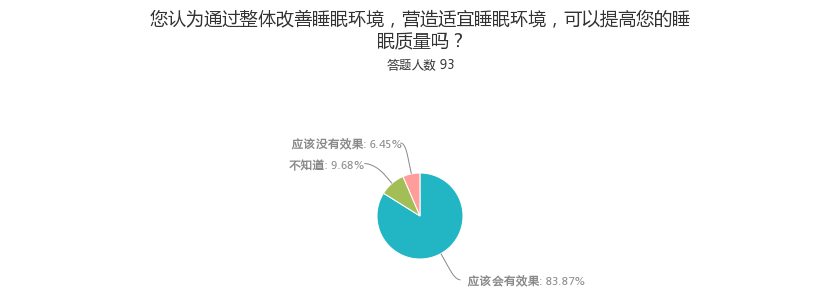 您认为通过整体改善睡眠环境，营造适宜睡眠环境，可以提高您的睡
眠质量吗？
答题人数 93
应该没有效果: 6.45%
不知道: 9.68%
应该会有效果: 83.87%